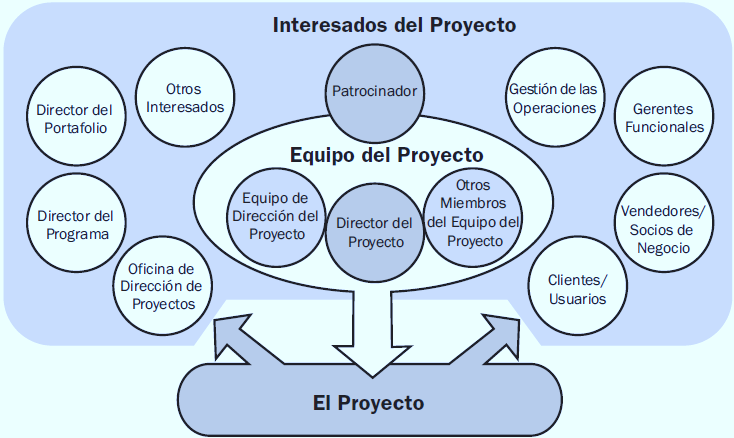 Interesados del Proyecto
Director del
Portafolio
Otros
Interesados
Patrocinador
Gestión de las
Operaciones
Gerentes
Funcionales
Equipo del Proyecto
Director del
Programa
Equipo de
Dirección del
Proyecto
Director del
Proyecto
Otros
Miembros
del Equipo del
Proyecto
Vendedores/
Socios de
Negocio
Oficina de
Dirección de
Proyectos
Clientes/
Usuarios
El Proyecto